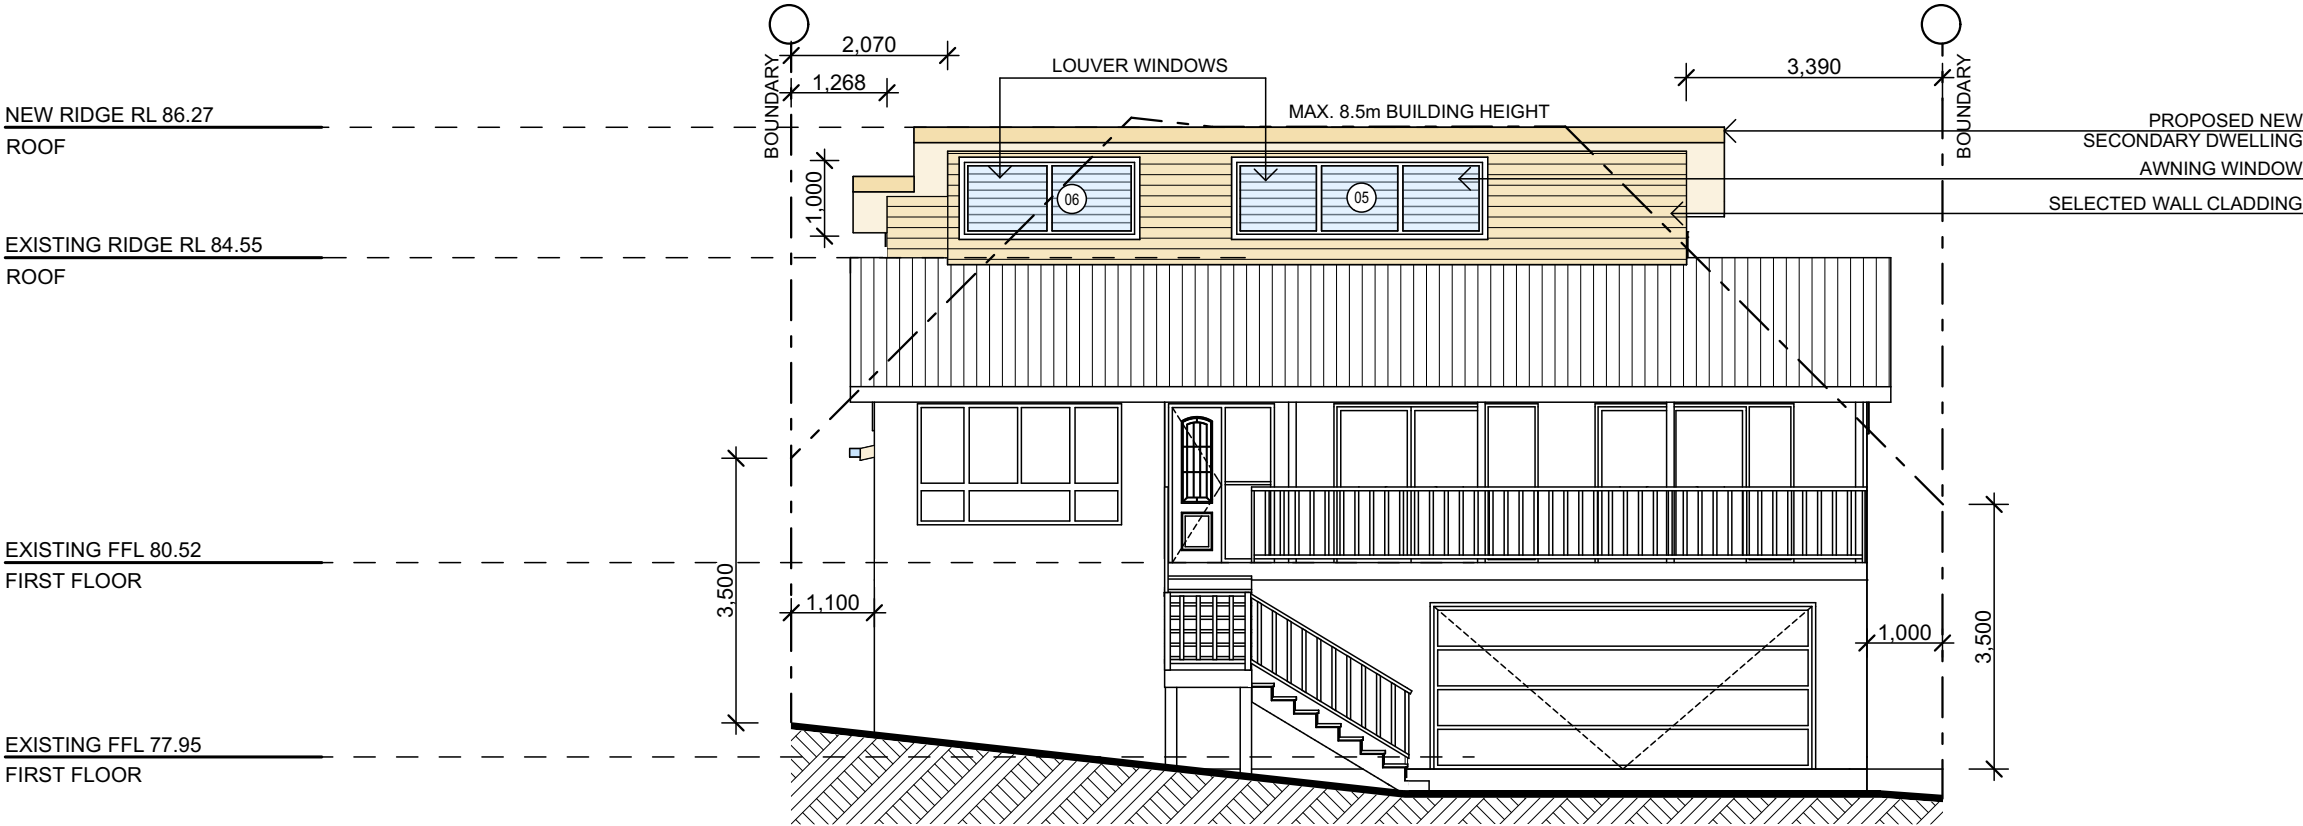 2,070
LOUVER WINDOWS
3,390
1,268
BOUNDARY
BOUNDARY
NEW RIDGE RL 86.27
ROOF
MAX. 8.5m BUILDING HEIGHT
PROPOSED NEW
SECONDARY DWELLING
AWNING WINDOW
SELECTED WALL CLADDING
1,000
06
05
EXISTING RIDGE RL 84.55
ROOF
EXISTING FFL 80.52
FIRST FLOOR
3,500
1,100
1,000
3,500
EXISTING FFL 77.95
FIRST FLOOR